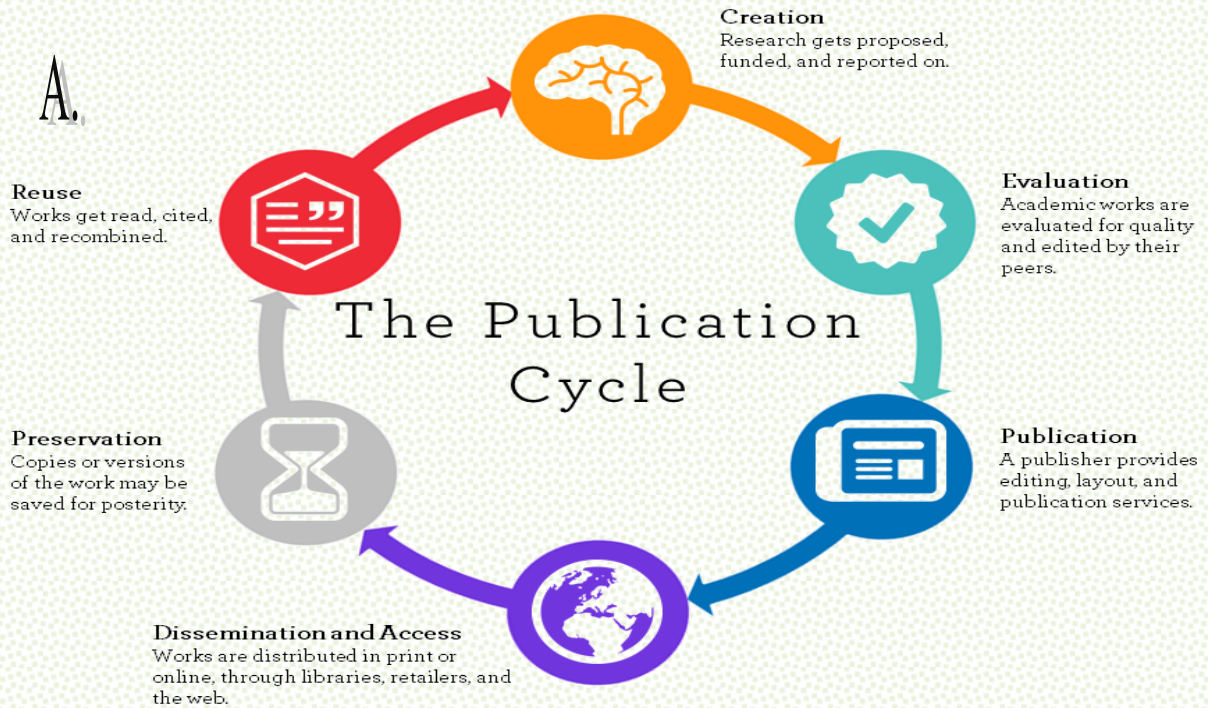 A.
Creation
Research gets proposed,
funded, and reported on.
Evaluation
Academic works are
evaluated for quality
and edited by their
peers.
Publication
A publisher provides
editing, layout, and
publication services.
Dissemination and Access
Works are distributed in print or
online, through libraries, retailers, and
the web.
Preservation
Copies or versions
of the work may be
saved for posterity.
Reuse
Works get read, cited,
and recombined.
The Publication
Cycle